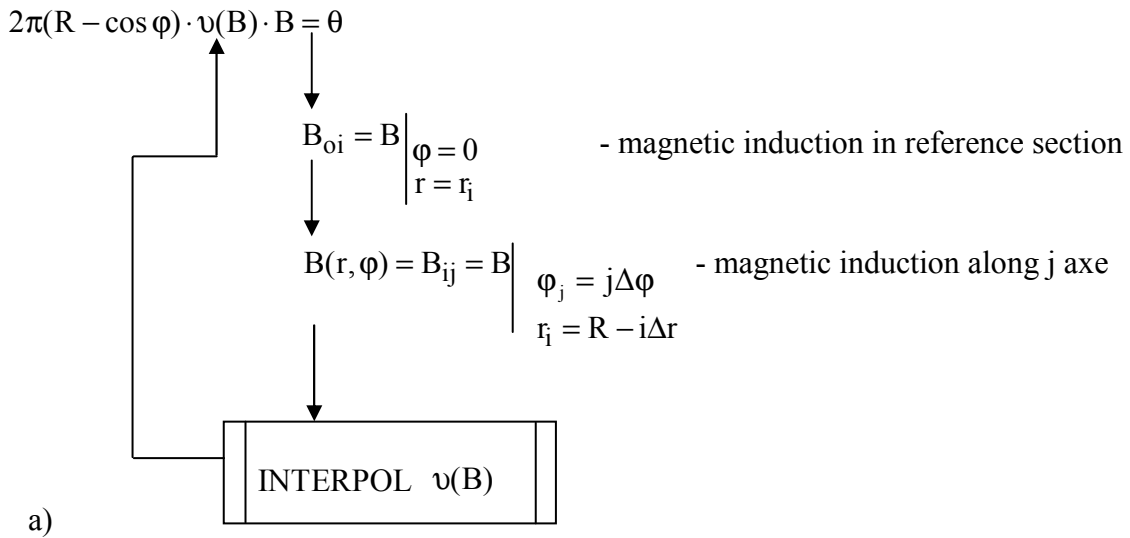 2π(R − cos φ) · υ(B) · B = θ
B_oi = B | φ = 0 - magnetic induction in reference section
r = r_i
B(r, φ) = B_ij = B | φ_j = jΔφ - magnetic induction along j axe
r_i = R − iΔr
INTERPOL υ(B)
a)